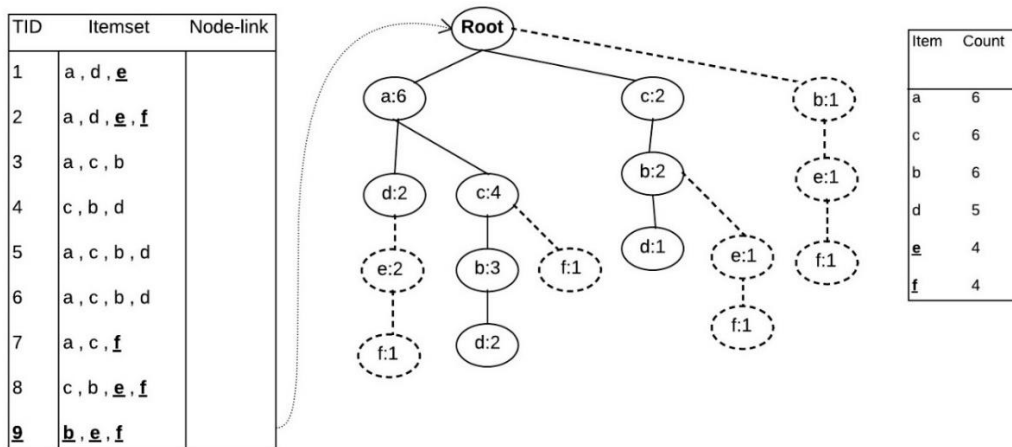 TID Itemset Node-link
1 a , d , e
2 a , d , e , f
3 a , c , b
4 c , b , d
5 a , c , b , d
6 a , c , b , d
7 a , c , f
8 c , b , e , f
9 b , e , f
Root
a:6 c:2 b:1
d:2 c:4 b:2 e:1
e:2 b:3 f:1 d:1 e:1 f:1
f:1 d:2 f:1
Item Count
a 6
c 6
b 6
d 5
e 4
f 4